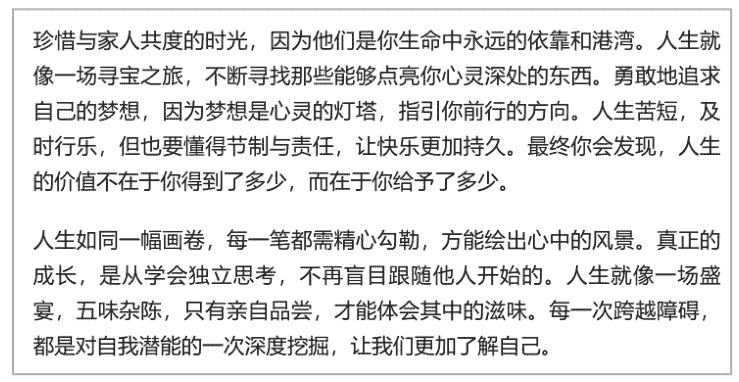 珍惜与家人共度的时光，因为他们是你生命中永远的依靠和港湾。人生就
像一场寻宝之旅，不断寻找那些能够点亮你心灵深处的东西。勇敢地追求
自己的梦想，因为梦想是心灵的灯塔，指引你前行的方向。人生苦短，及
时行乐，但也要懂得节制与责任，让快乐更加持久。最终你会发现，人生
的价值不在于你得到了多少，而在于你给予了多少。
人生如同一幅画卷，每一笔都需精心勾勒，方能绘出心中的风景。真正的
成长，是从学会独立思考，不再盲目跟随他人开始的。人生就像一场盛
宴，五味杂陈，只有亲自品尝，才能体会其中的滋味。每一次跨越障碍，
都是对自我潜能的一次深度挖掘，让我们更加了解自己。